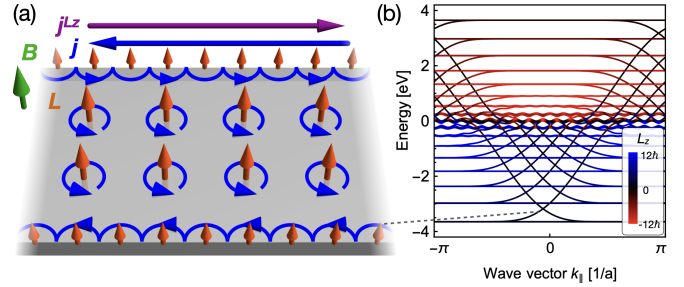 (a)
j^Lz
j
B
L
(b)
Energy [eV]
4
2
0
−2
−4
L_z
12ℏ
0
-12ℏ
−π
0
π
Wave vector k_∥ [1/a]